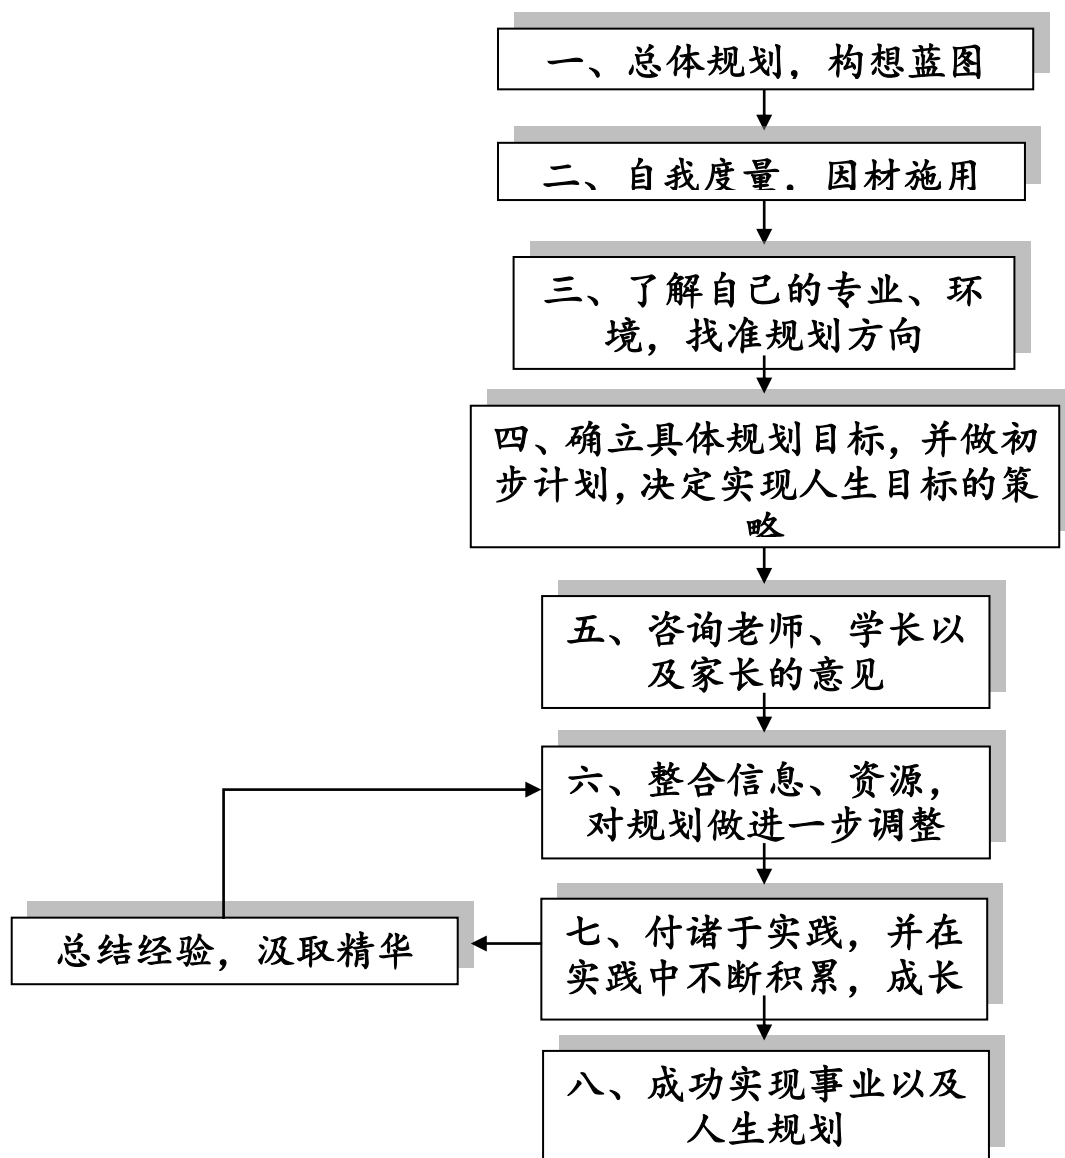 一、总体规划，构想蓝图
二、自我度量，因材施用
三、了解自己的专业、环
境，找准规划方向
四、确立具体规划目标，并做初
步计划，决定实现人生目标的策
略
五、咨询老师、学长以
及家长的意见
六、整合信息、资源，
对规划做进一步调整
七、付诸于实践，并在
实践中不断积累，成长
总结经验，汲取精华
八、成功实现事业以及
人生规划